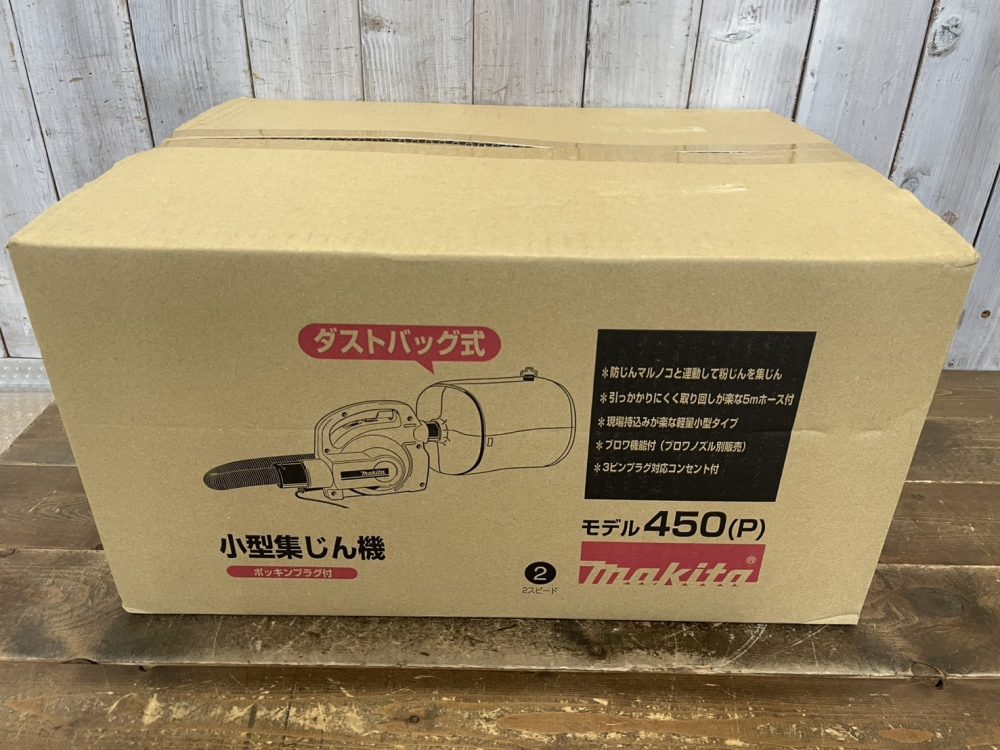 ダストバッグ式
makita
＊防じんマルノコと連動して粉じんを集じん
＊引っかかりにくく取り回しが楽な5mホース付
＊現場持込みが楽な軽量小型タイプ
＊ブロワ機能付（ブロワノズル別販売）
＊3ピンプラグ対応コンセント付
小型集じん機
ポッキンプラグ付
2
2スピード
モデル450(P)
makita®